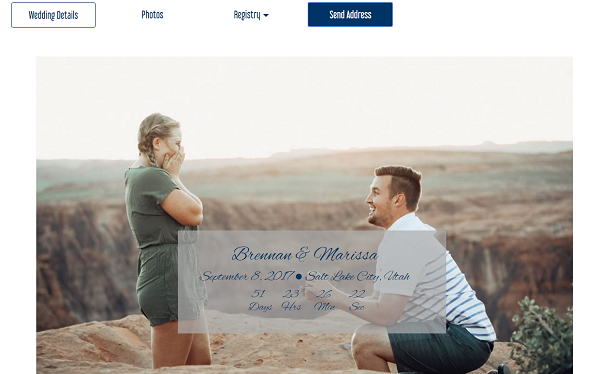 Wedding Details Photos Registry Send Address
Brennan & Marissa
September 8, 2017 ● Salt Lake City, Utah
51 23 26 22
Days Hrs Min Sec